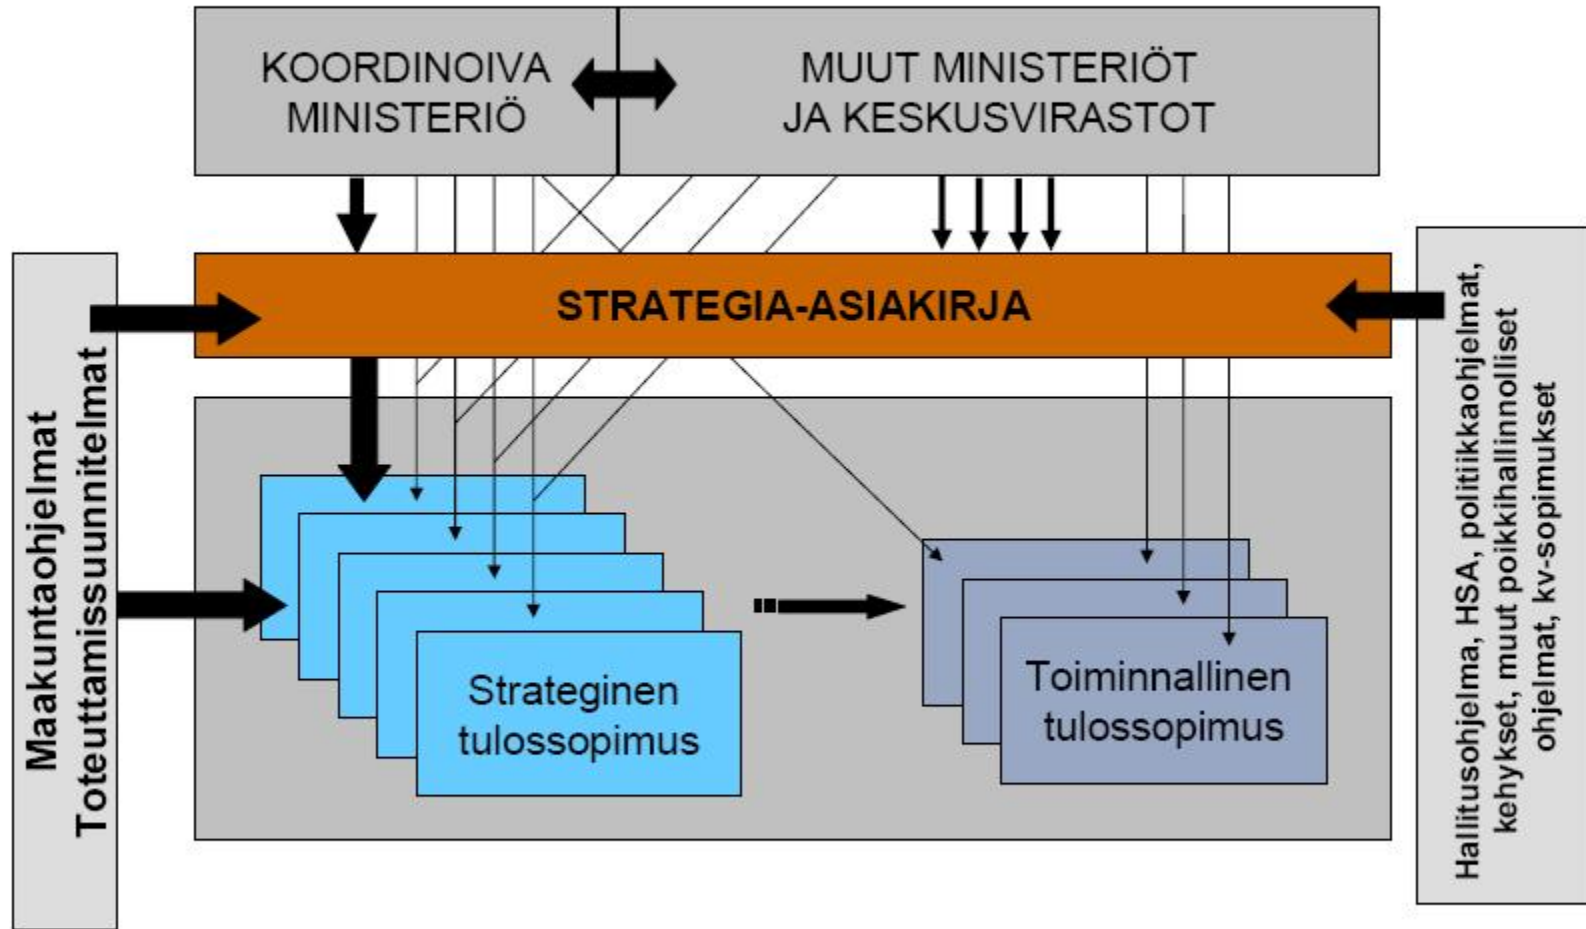 KOORDINOIVA
MINISTERIÖ
MUUT MINISTERIÖT
JA KESKUSVIRASTOT
STRATEGIA-ASIAKIRJA
Maakuntaohjelmat
Toteuttamissuunnitelmat
Strateginen
tulossopimus
Toiminnallinen
tulossopimus
Hallitusohjelma, HSA, politiikkaohjelmat,
kehykset, muut poikkihallinnolliset
ohjelmat, kv-sopimukset